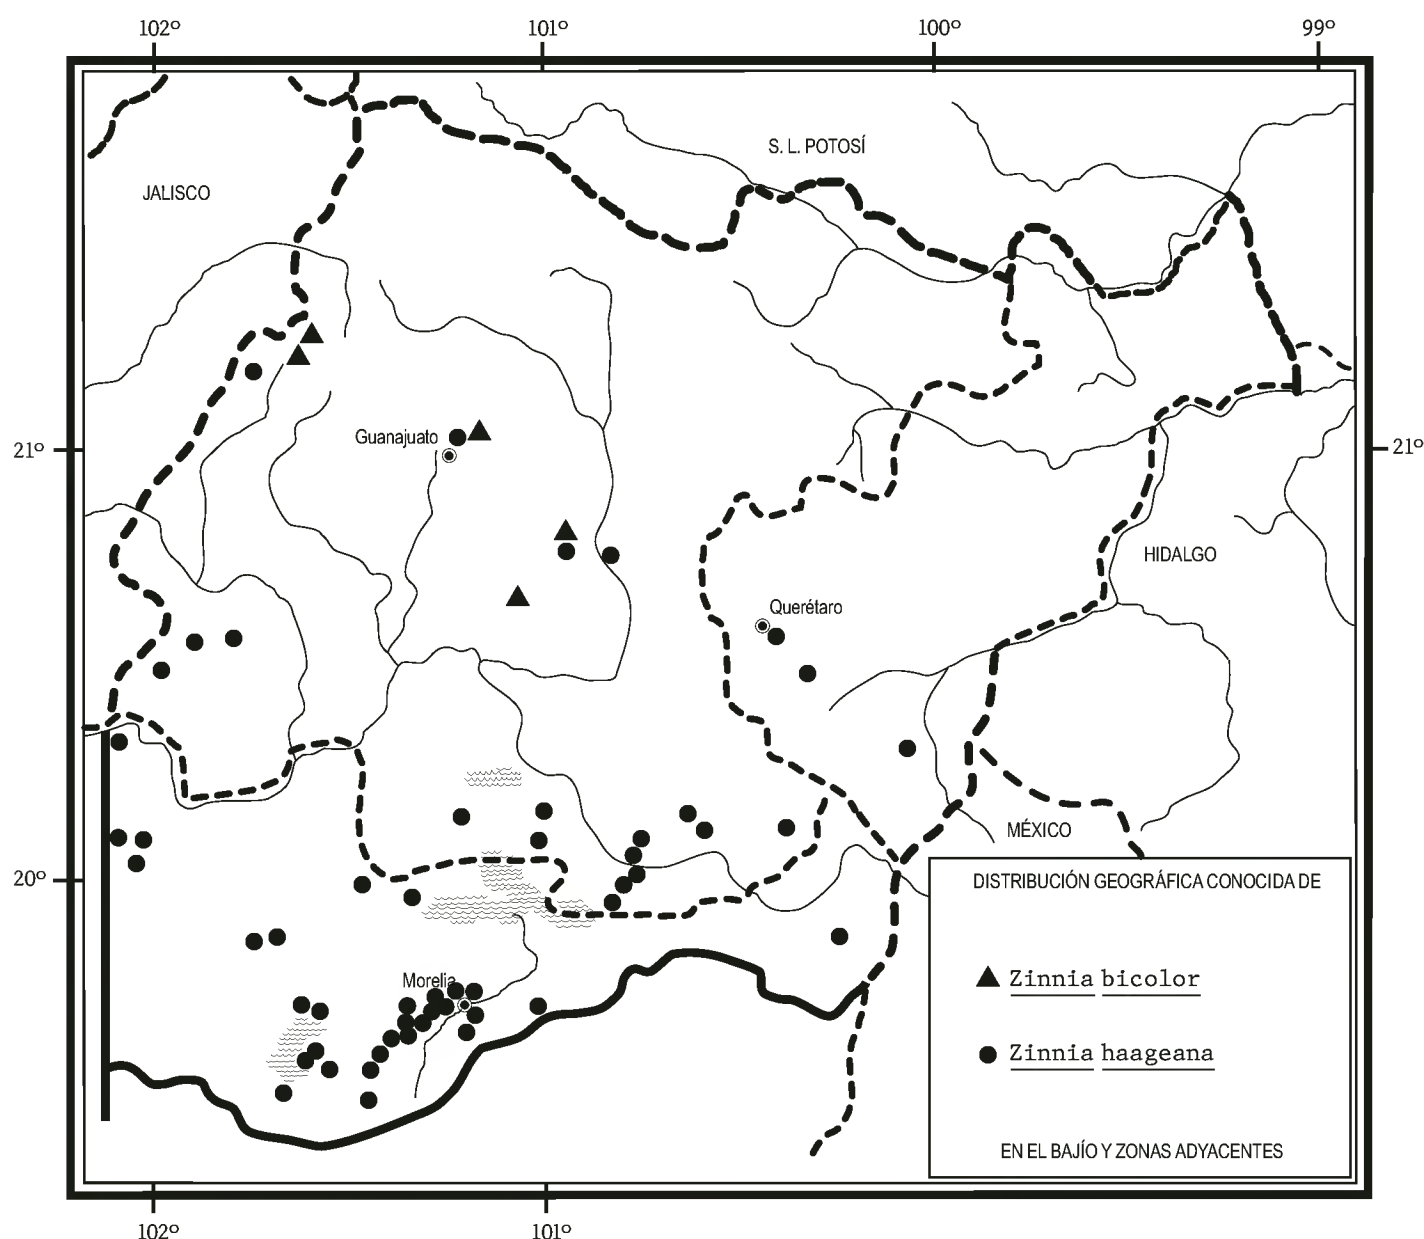 102º 101º 100º 99º
S. L. POTOSÍ
JALISCO
Guanajuato
21º 21º
HIDALGO
Querétaro
MÉXICO
20º
DISTRIBUCIÓN GEOGRÁFICA CONOCIDA DE
Zinnia bicolor
Morelia
Zinnia haageana
EN EL BAJÍO Y ZONAS ADYACENTES
102º 101º